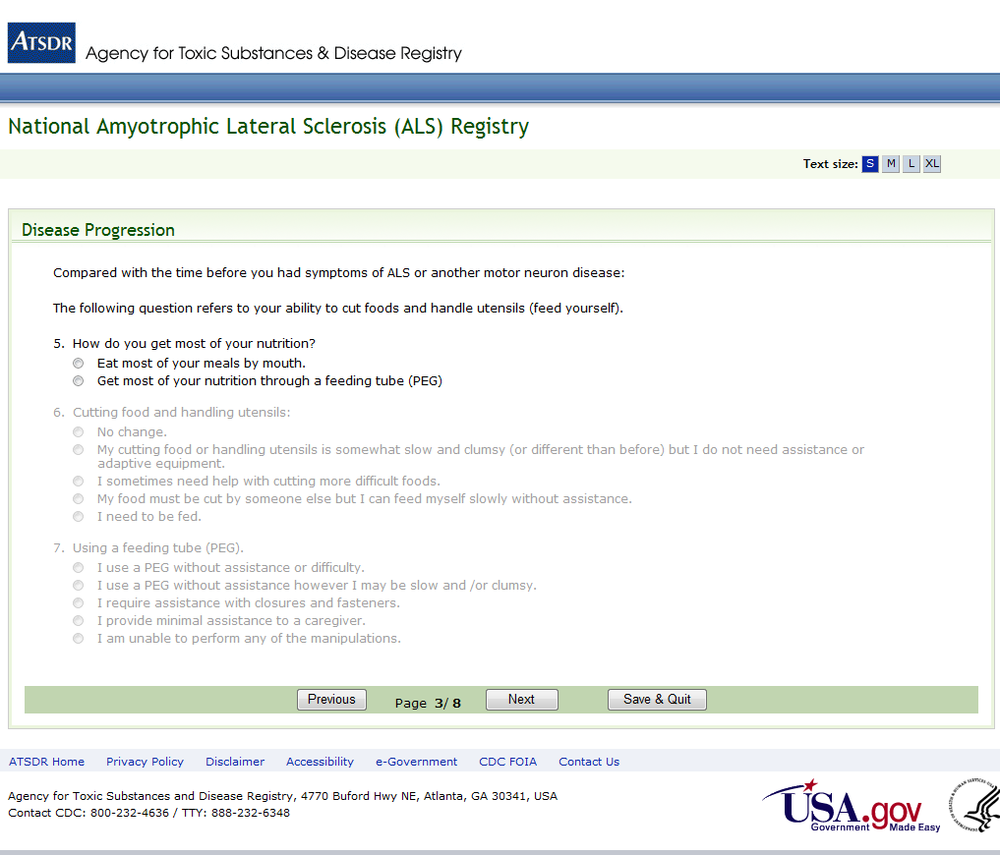 ATSDR
Agency for Toxic Substances & Disease Registry
National Amyotrophic Lateral Sclerosis (ALS) Registry
Text size: S M L XL
Disease Progression
Compared with the time before you had symptoms of ALS or another motor neuron disease:
The following question refers to your ability to cut foods and handle utensils (feed yourself).
5. How do you get most of your nutrition?
Eat most of your meals by mouth.
Get most of your nutrition through a feeding tube (PEG)
6. Cutting food and handling utensils:
No change.
My cutting food or handling utensils is somewhat slow and clumsy (or different than before) but I do not need assistance or
adaptive equipment.
I sometimes need help with cutting more difficult foods.
My food must be cut by someone else but I can feed myself slowly without assistance.
I need to be fed.
7. Using a feeding tube (PEG).
I use a PEG without assistance or difficulty.
I use a PEG without assistance however I may be slow and /or clumsy.
I require assistance with closures and fasteners.
I provide minimal assistance to a caregiver.
I am unable to perform any of the manipulations.
Previous Page 3/ 8 Next Save & Quit
ATSDR Home Privacy Policy Disclaimer Accessibility e-Government CDC FOIA Contact Us
Agency for Toxic Substances and Disease Registry, 4770 Buford Hwy NE, Atlanta, GA 30341, USA
Contact CDC: 800-232-4636 / TTY: 888-232-6348
USA.gov
Government Made Easy